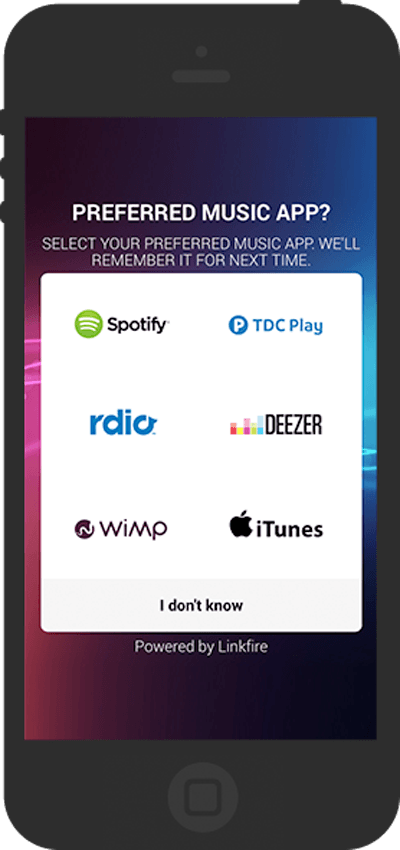 PREFERRED MUSIC APP?
SELECT YOUR PREFERRED MUSIC APP. WE'LL
REMEMBER IT FOR NEXT TIME.
Spotify
TDC Play
rdio
DEEZER
WiMP
iTunes
I don't know
Powered by Linkfire